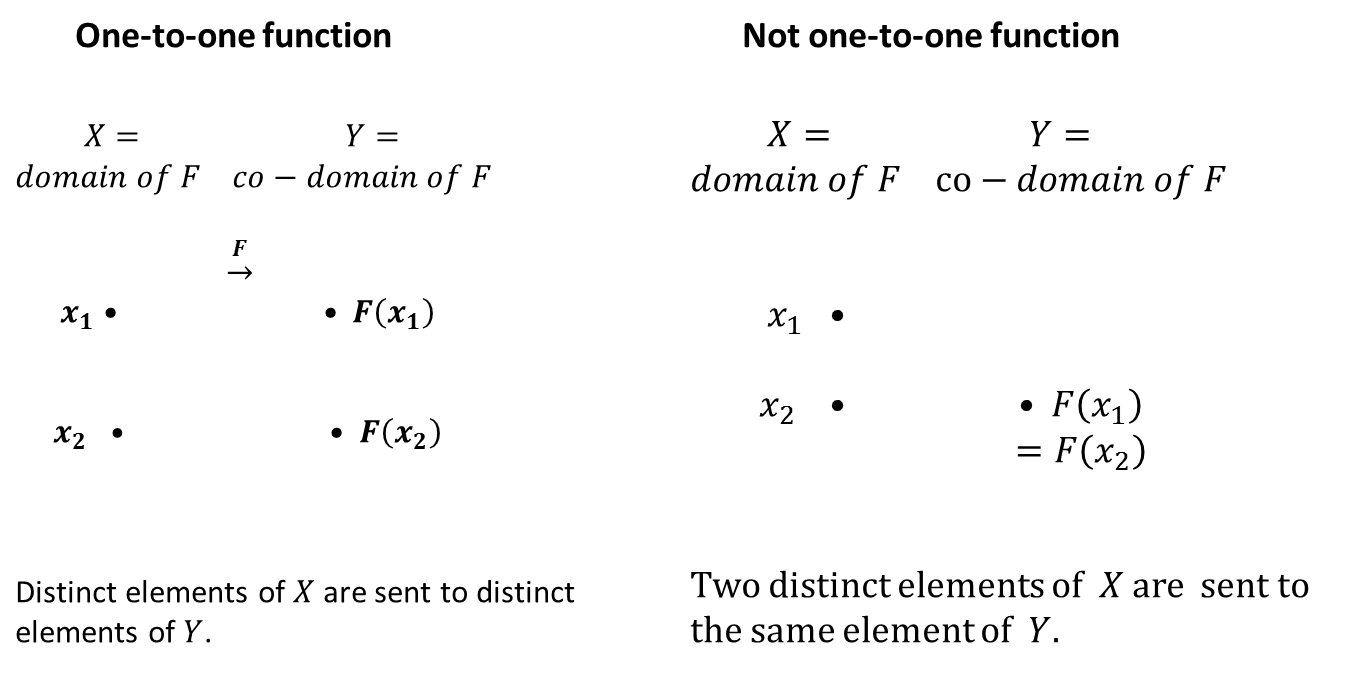 One-to-one function
X =
domain of F
Y =
co − domain of F
F
→
x₁ •
• F(x₁)
x₂ •
• F(x₂)
Distinct elements of X are sent to distinct
elements of Y.
Not one-to-one function
X =
domain of F
Y =
co − domain of F
x₁ •
x₂ •
• F(x₁)
= F(x₂)
Two distinct elements of X are sent to
the same element of Y.